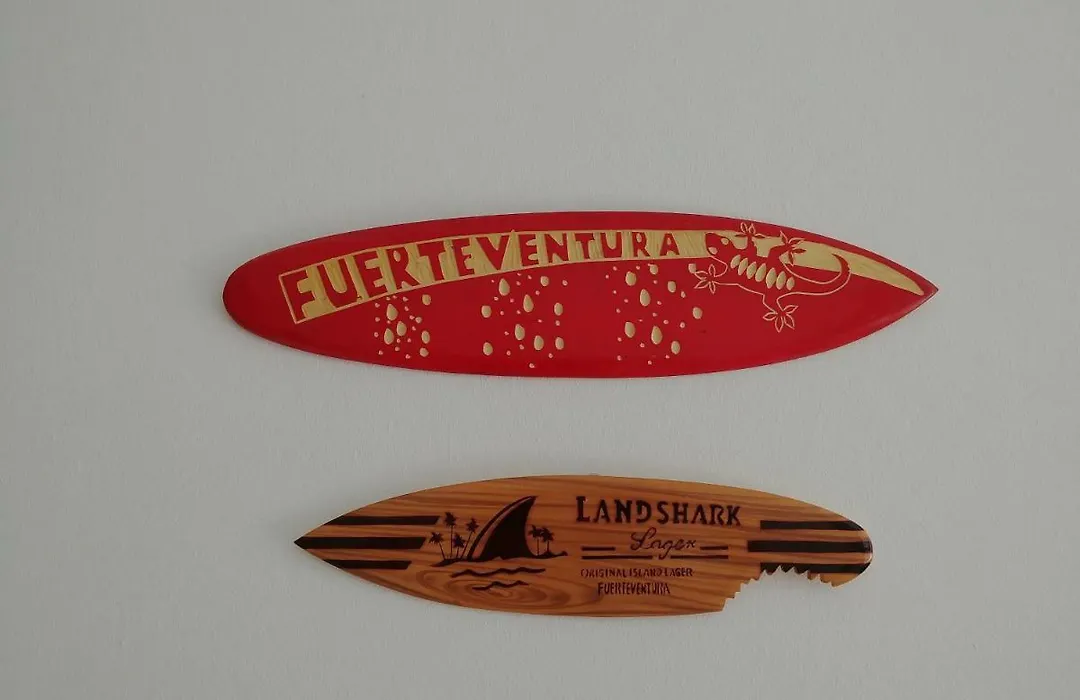 FUERTEVENTURA
LANDSHARK
Lager
ORIGINAL ISLAND LAGER
FUERTEVENTURA